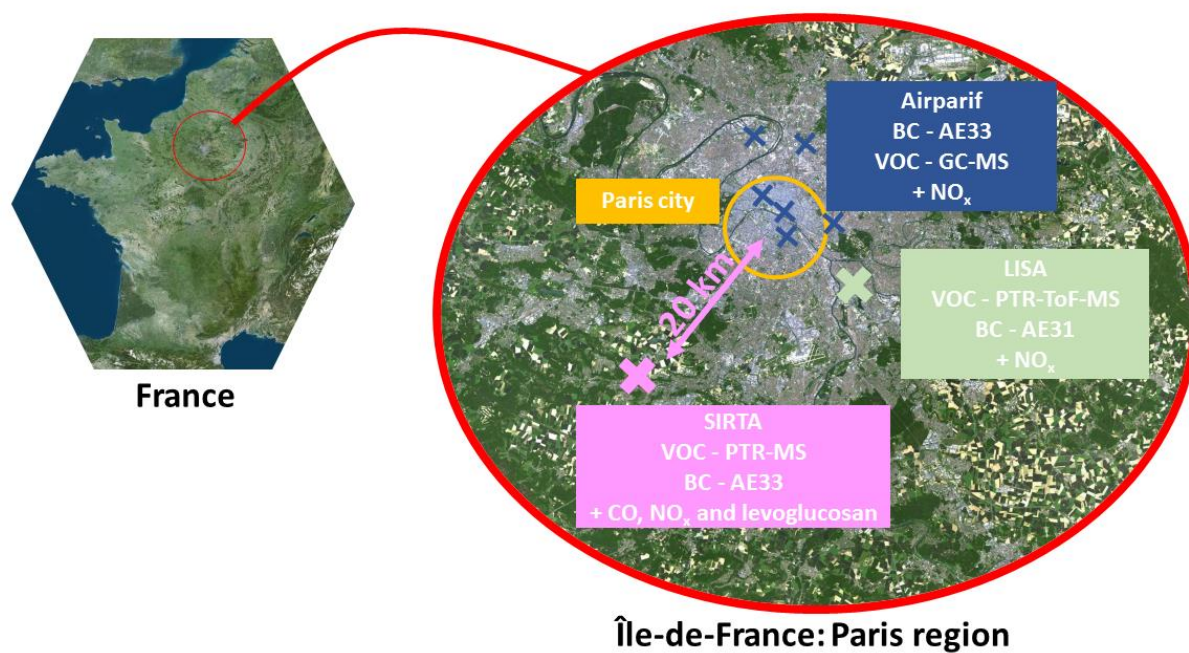 France
Airparif
BC - AE33
VOC - GC-MS
+ NOₓ
Paris city
20 km
LISA
VOC - PTR-ToF-MS
BC - AE31
+ NOₓ
SIRTA
VOC - PTR-MS
BC - AE33
+ CO, NOₓ and levoglucosan
Île-de-France: Paris region